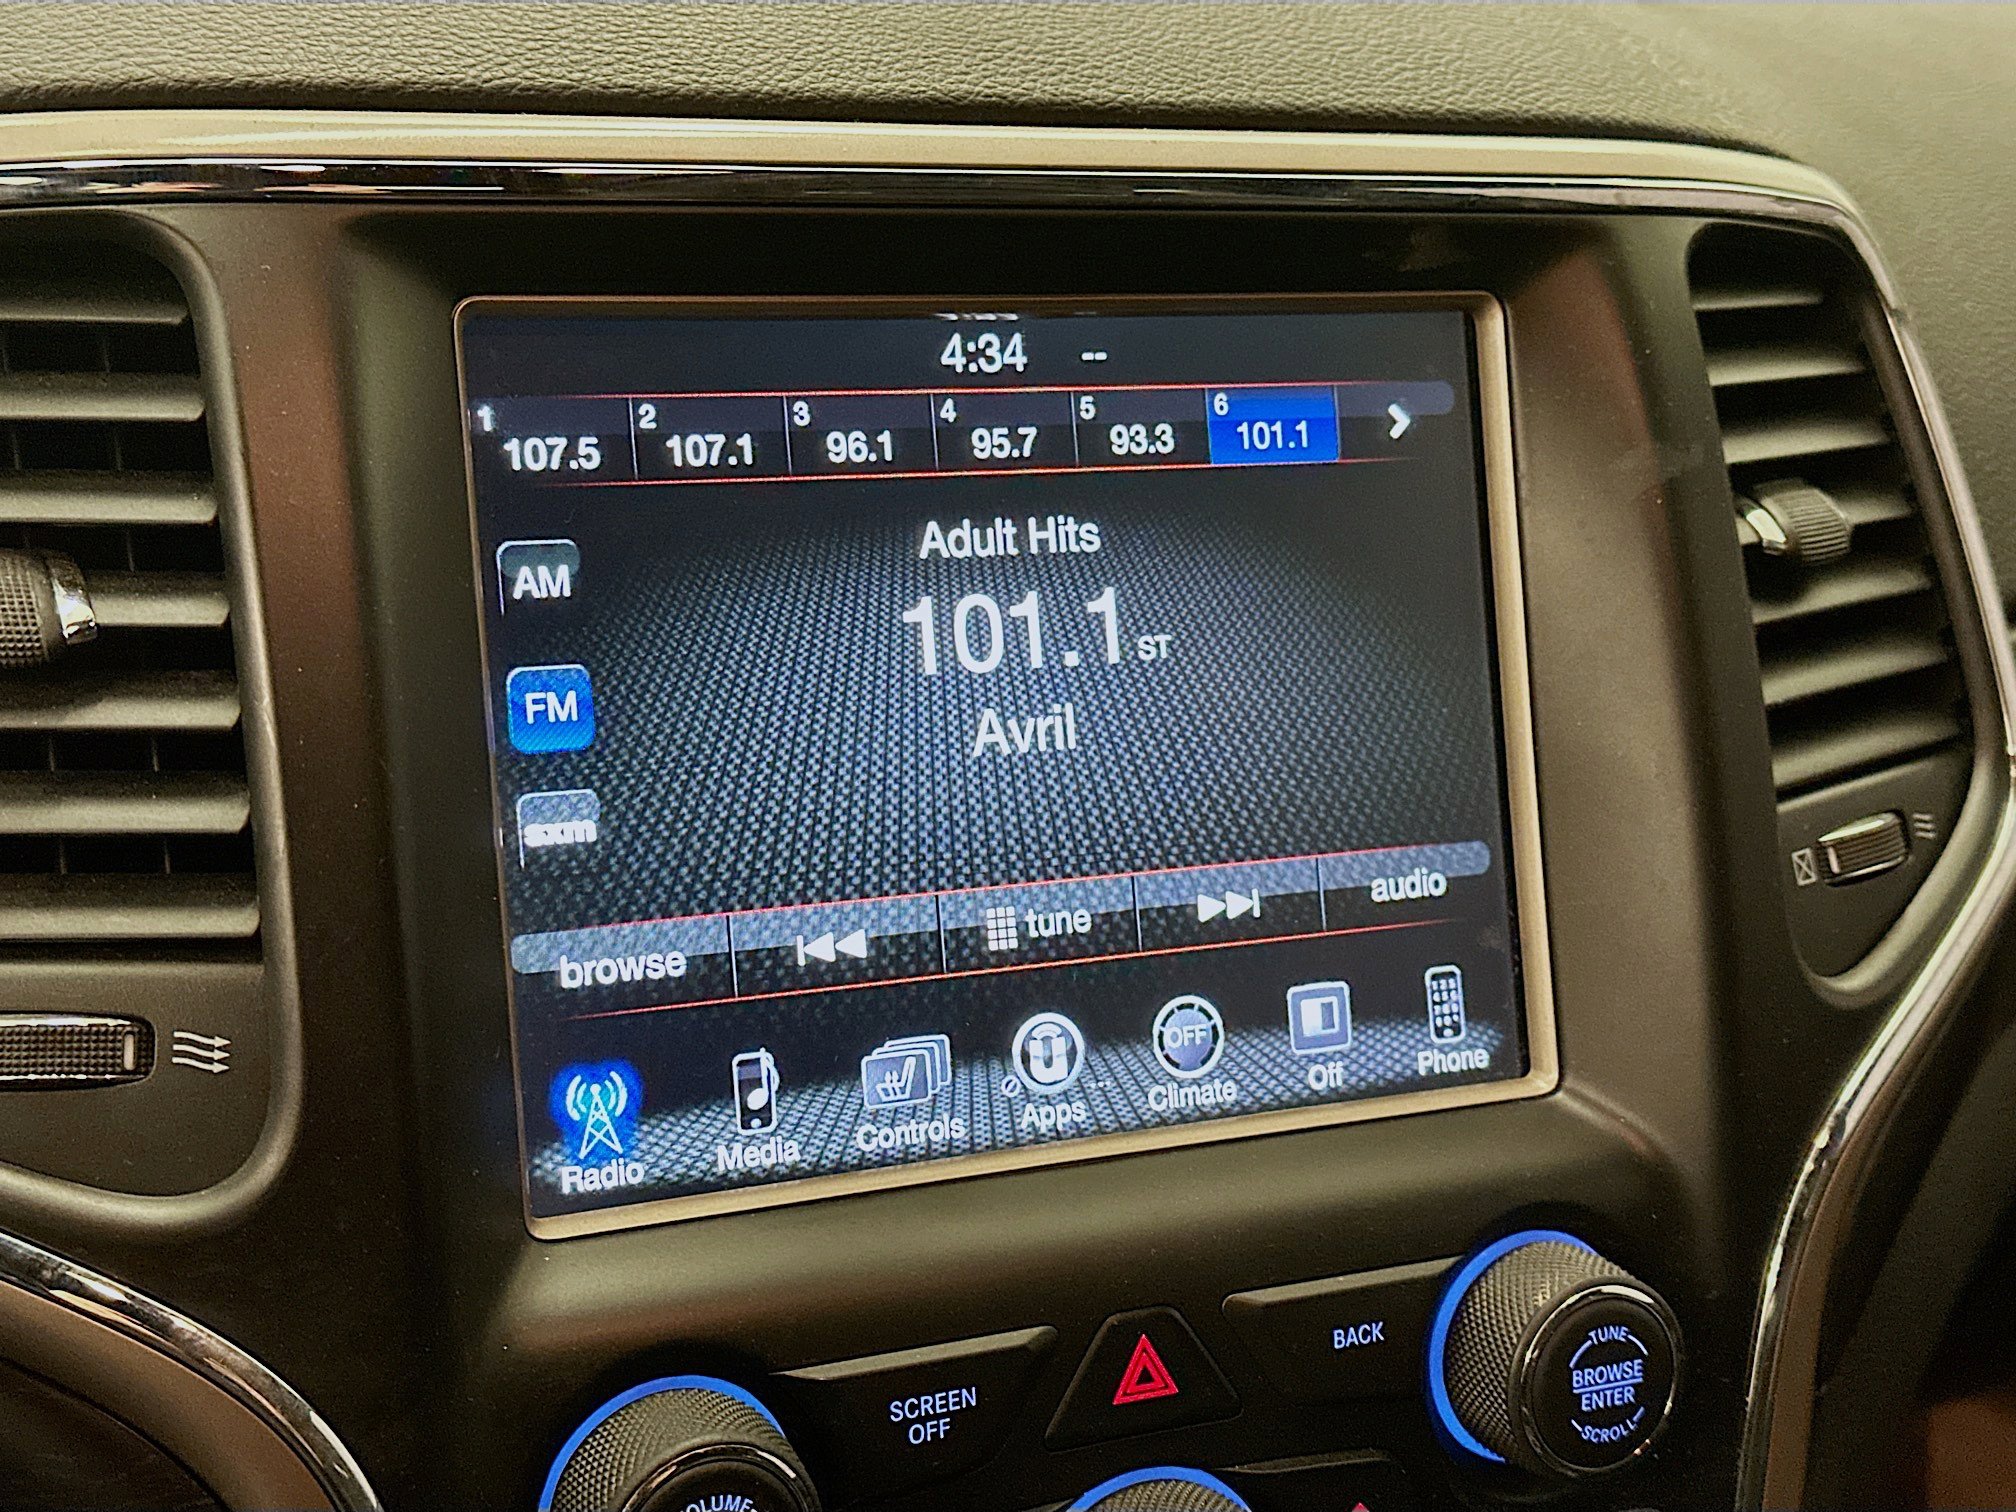 4:34 --
1 107.5 2 107.1 3 96.1 4 95.7 5 93.3 6 101.1
Adult Hits
AM
101.1 ST
FM
Avril
sxm
browse tune audio
OFF
Radio Media Controls Apps ... Climate Off Phone
SCREEN
OFF
BACK
TUNE
BROWSE
ENTER
SCROLL
VOLUME